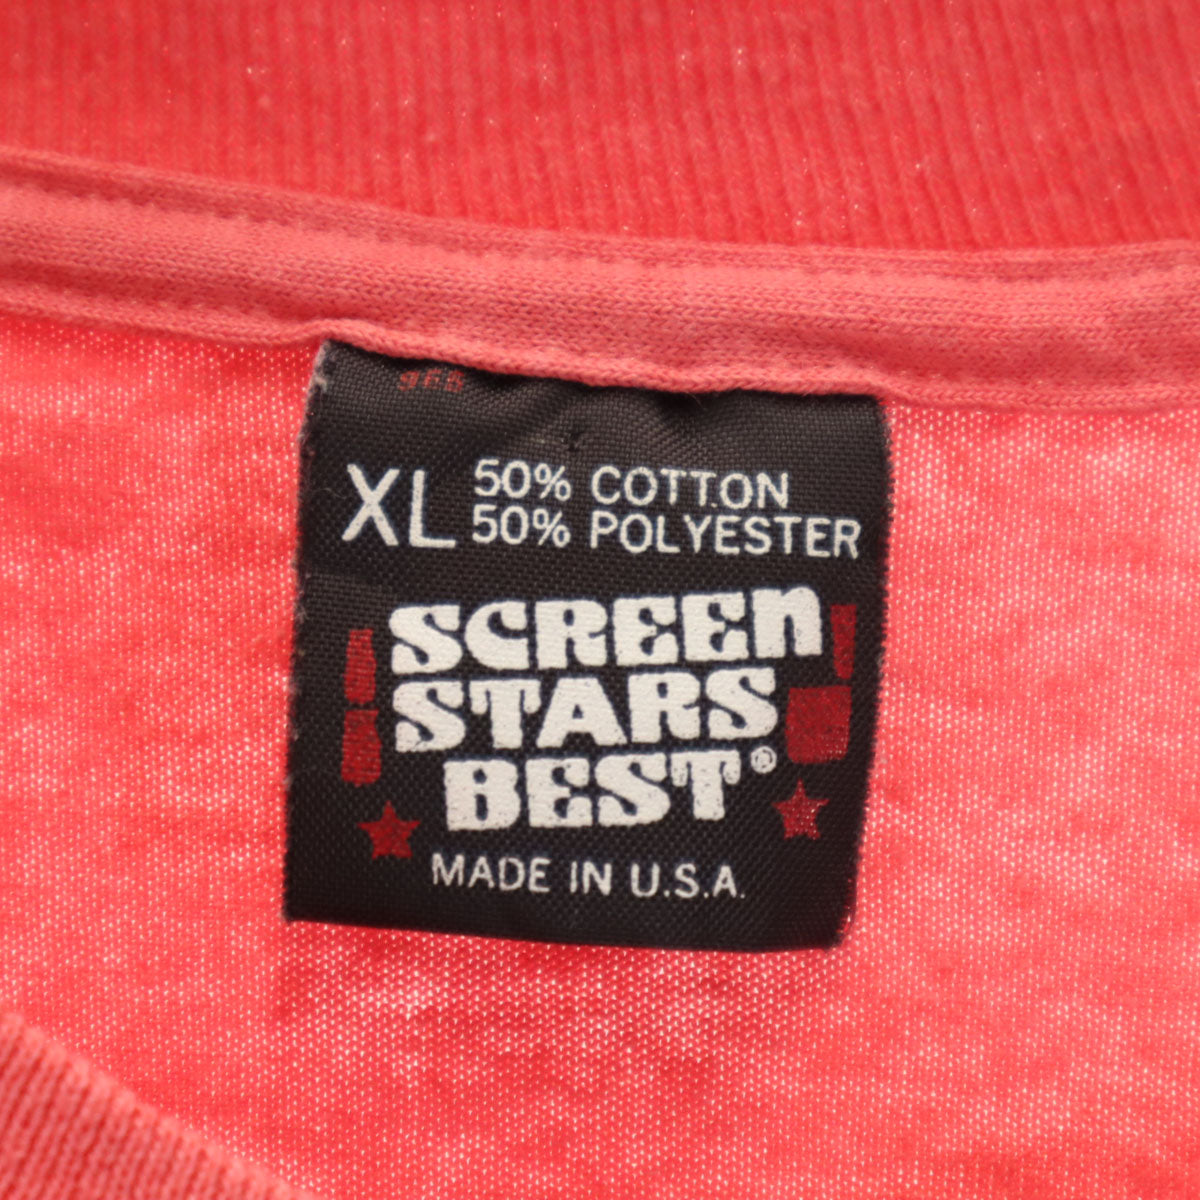 XL 50% COTTON
50% POLYESTER
SCREEN
STARS
BEST®
MADE IN U.S.A.